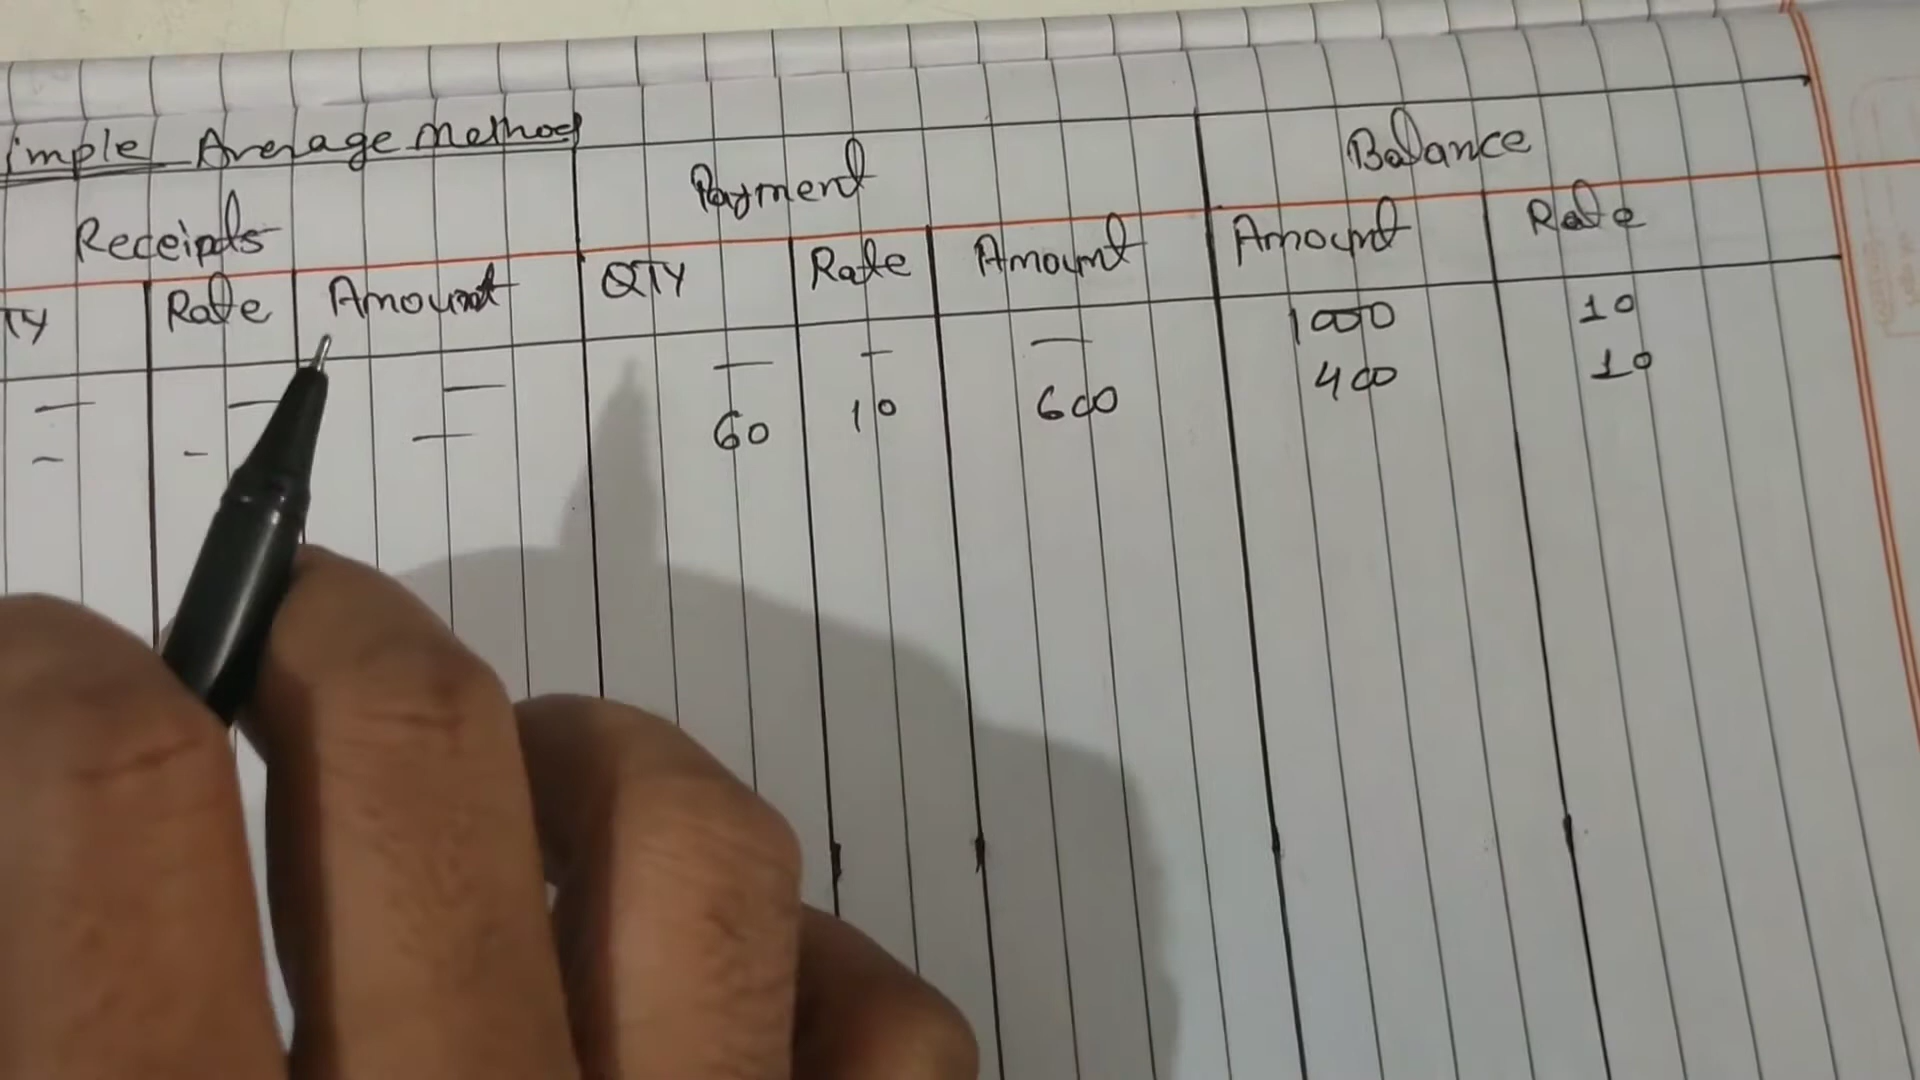 imple Average Method
Receipts Payment Balance
TY Rate Amount QTY Rate Amount Amount Rate
— — — — — — 1000 10
- - — 60 10 600 400 10